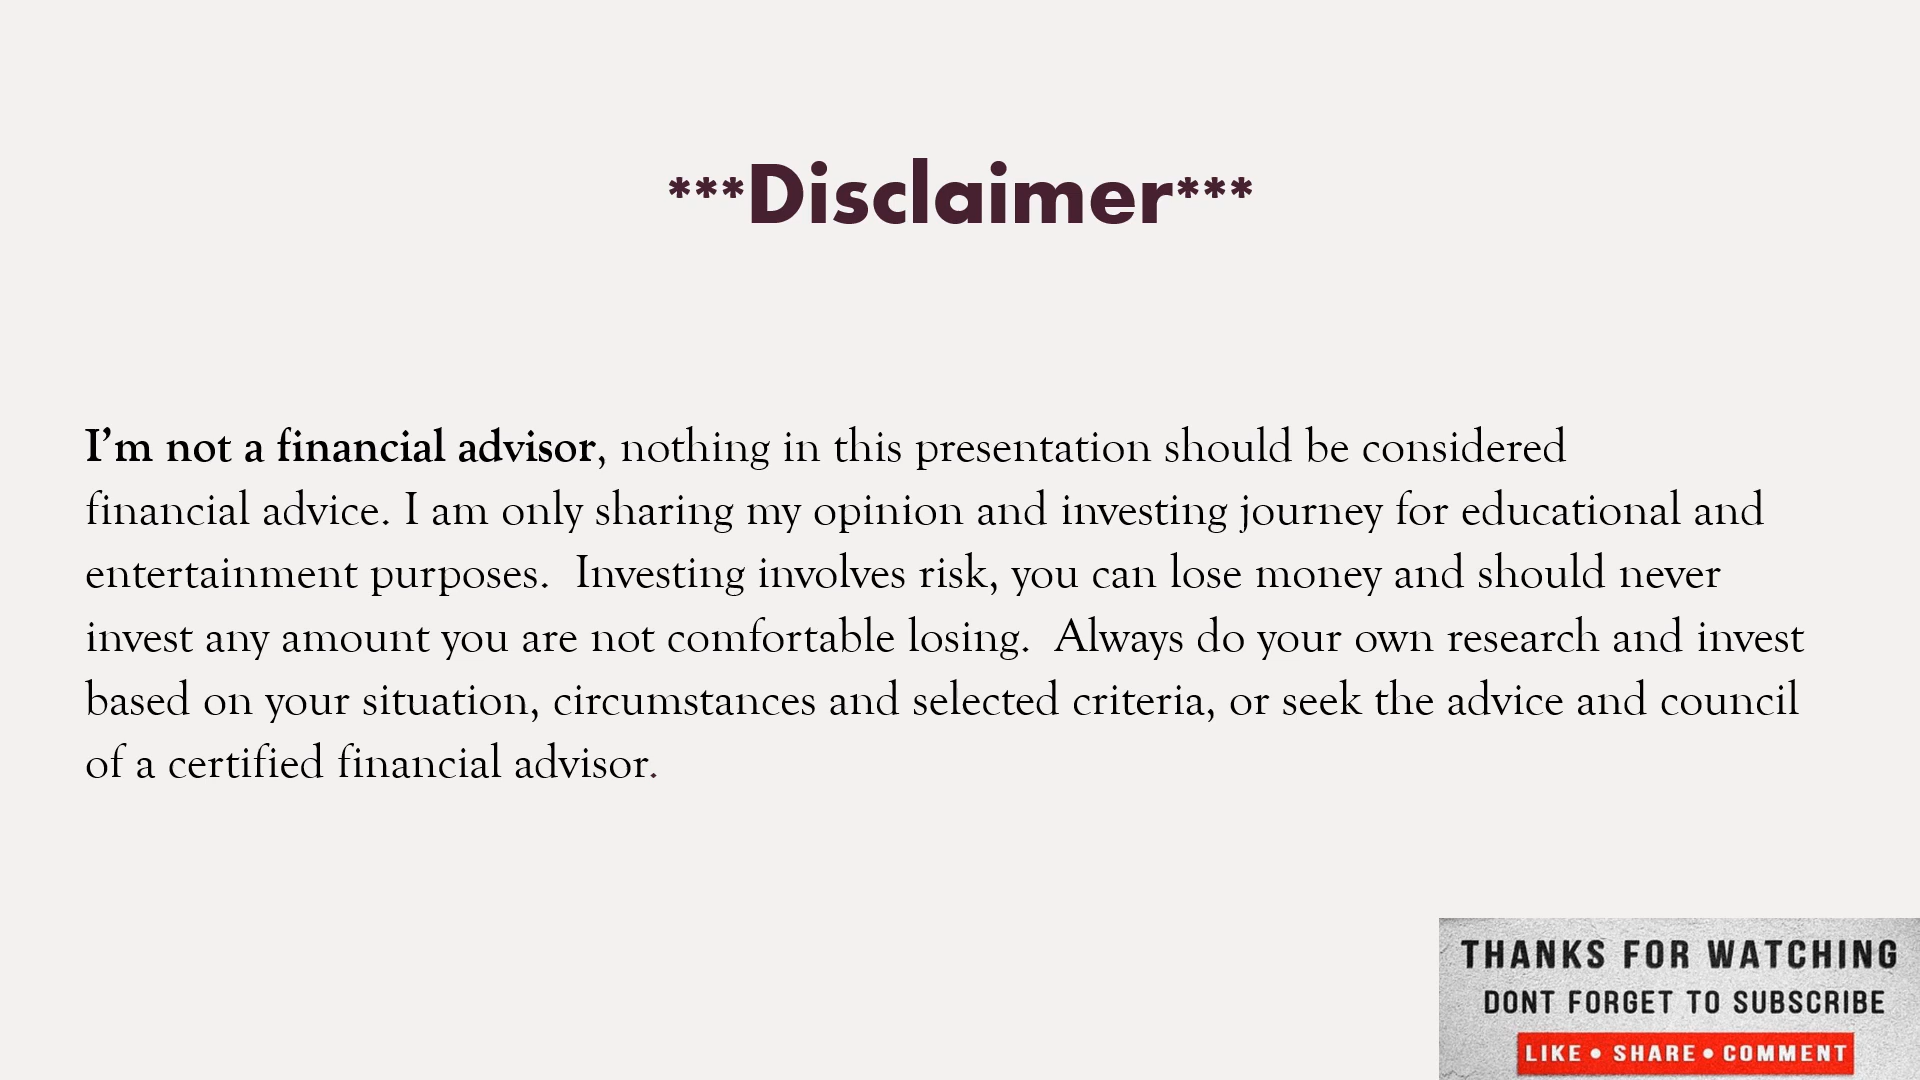 ***Disclaimer***
I’m not a financial advisor, nothing in this presentation should be considered
financial advice. I am only sharing my opinion and investing journey for educational and
entertainment purposes.  Investing involves risk, you can lose money and should never
invest any amount you are not comfortable losing.  Always do your own research and invest
based on your situation, circumstances and selected criteria, or seek the advice and council
of a certified financial advisor.
THANKS FOR WATCHING
DONT FORGET TO SUBSCRIBE
LIKE • SHARE • COMMENT